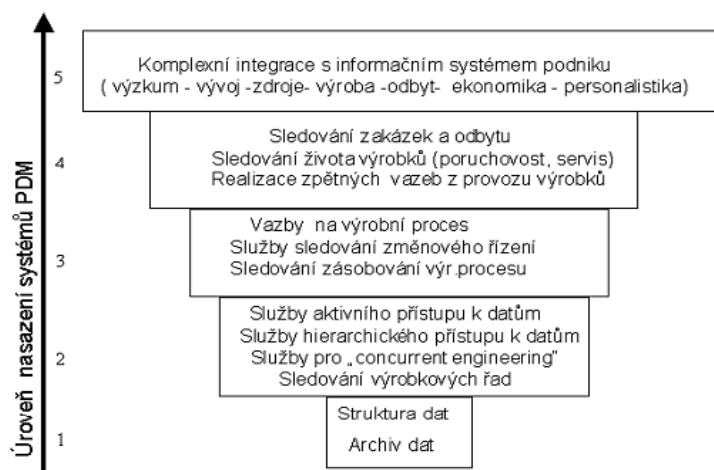 Úroveň nasazení systémů PDM
5
Komplexní integrace s informačním systémem podniku
( výzkum - vývoj -zdroje- výroba -odbyt- ekonomika - personalistika)
4
Sledování zakázek a odbytu
Sledování života výrobků (poruchovost, servis)
Realizace zpětných vazeb z provozu výrobků
3
Vazby na výrobní proces
Služby sledování změnového řízení
Sledování zásobování výr.procesu
2
Služby aktivního přístupu k datům
Služby hierarchického přístupu k datům
Služby pro „concurrent engineering"
Sledování výrobkových řad
1
Struktura dat
Archiv dat